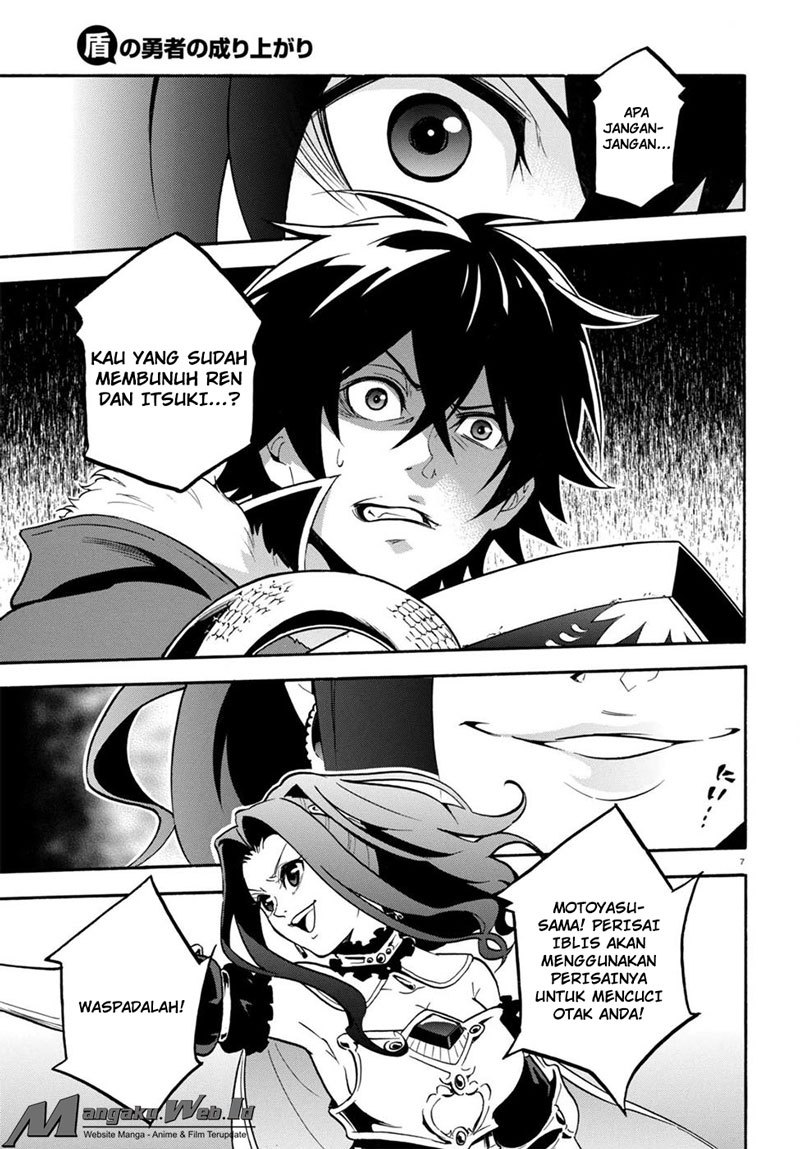 盾の勇者の成り上がり
APA
JANGAN-
JANGAN...
KAU YANG SUDAH
MEMBUNUH REN
DAN ITSUKI...?
にぃ!!
7
MOTOYASU-
SAMA! PERISAI
IBLIS AKAN
MENGGUNAKAN
PERISAINYA
UNTUK MENCUCI
OTAK ANDA!
WASPADALAH!
Mangaku.Web.Id
Website Manga - Anime & Film Terupdate